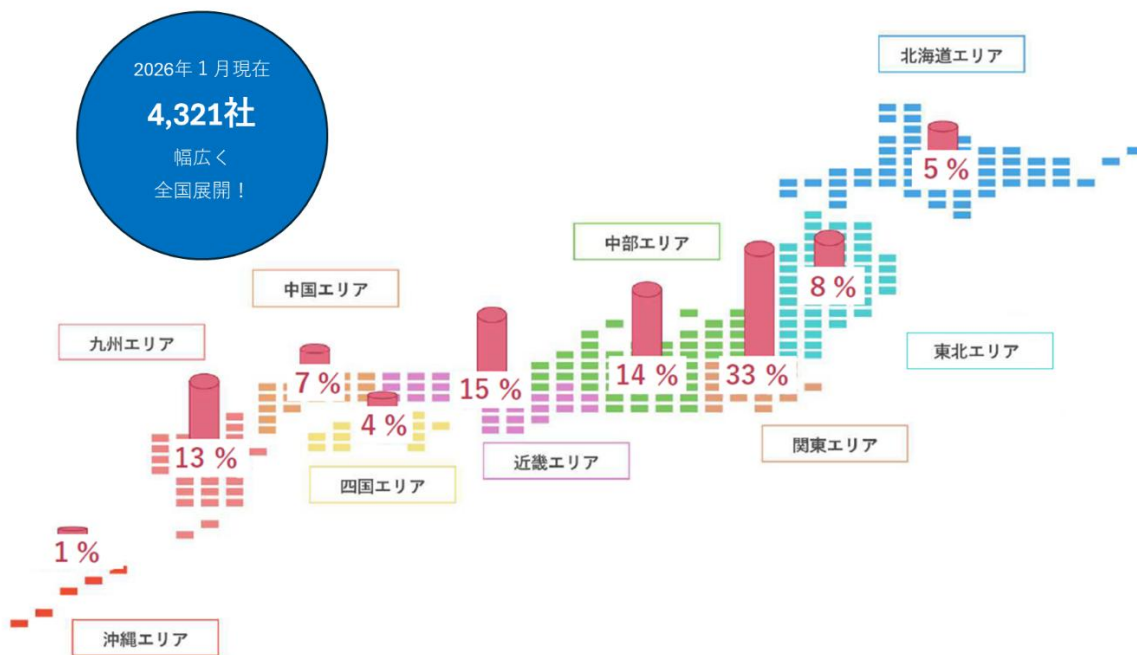 2026年1月現在
4,321社
幅広く
全国展開！
北海道エリア
5 %
中部エリア
8 %
中国エリア
九州エリア
東北エリア
7 %
15 %
14 %
33 %
4 %
13 %
近畿エリア
関東エリア
四国エリア
1 %
沖縄エリア